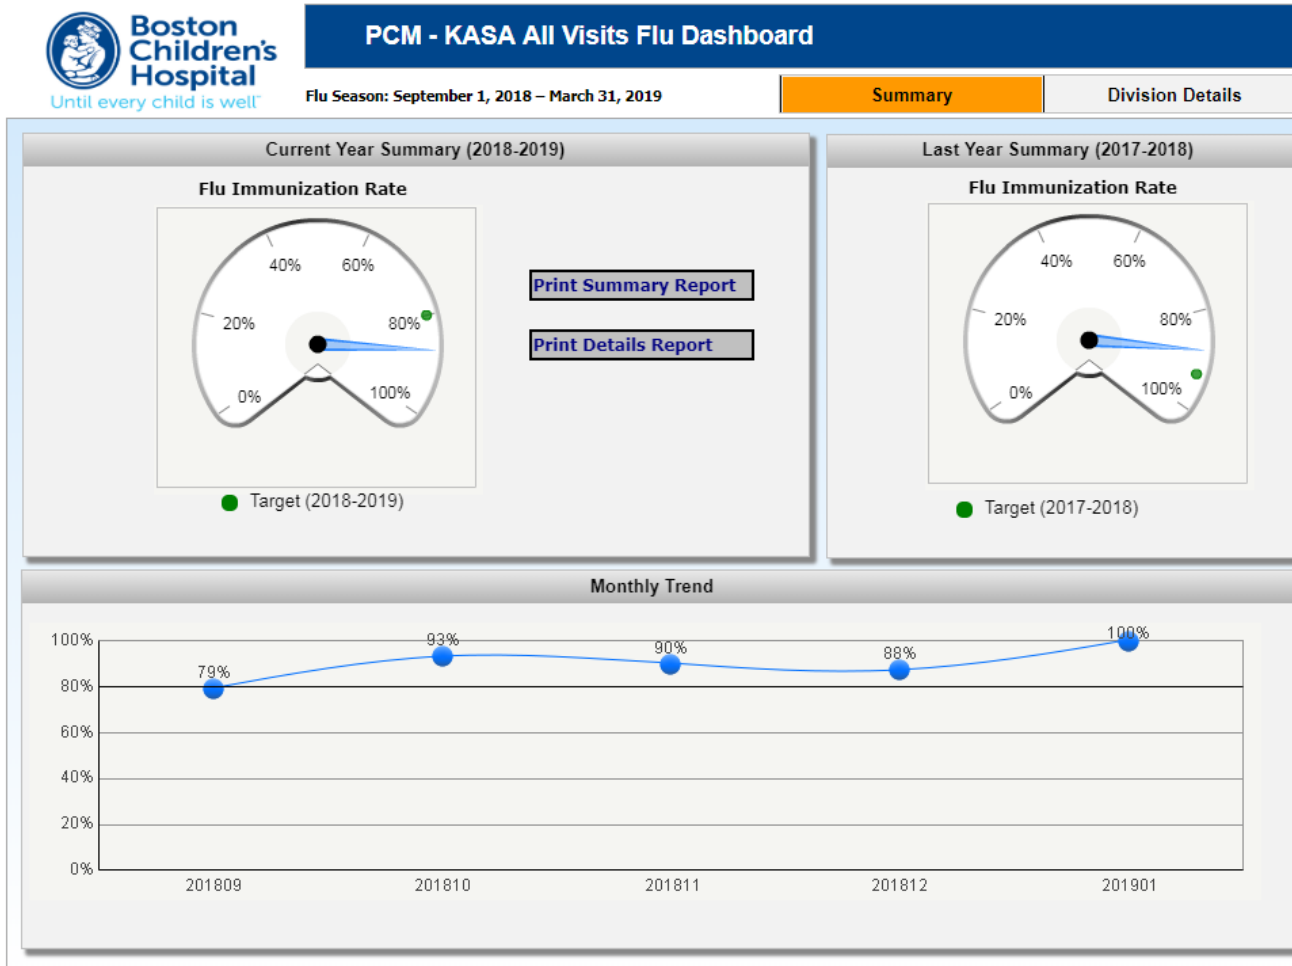 Boston
Children's
Hospital
Until every child is well™
PCM - KASA All Visits Flu Dashboard
Flu Season: September 1, 2018 – March 31, 2019
Summary
Division Details
Current Year Summary (2018-2019)
Flu Immunization Rate
0%
20%
40%
60%
80%
100%
Target (2018-2019)
Print Summary Report
Print Details Report
Last Year Summary (2017-2018)
Flu Immunization Rate
0%
20%
40%
60%
80%
100%
Target (2017-2018)
Monthly Trend
100%
80%
60%
40%
20%
0%
79%
93%
90%
88%
100%
201809
201810
201811
201812
201901